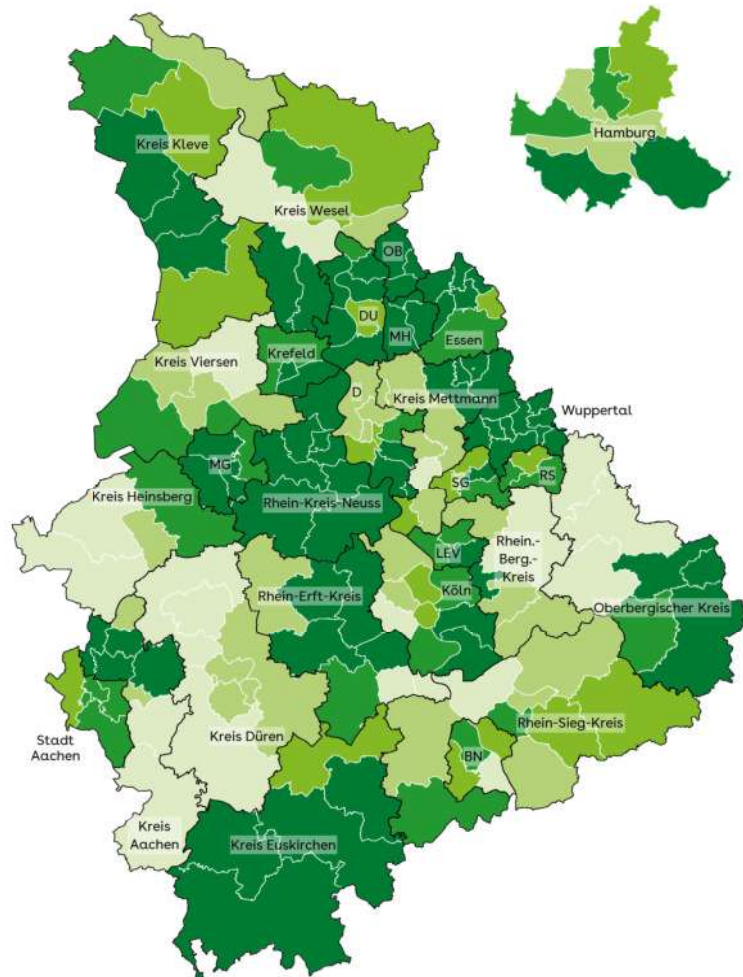 Hamburg
Kreis Kleve
Kreis Wesel
OB
DU
MH
Essen
Krefeld
Kreis Viersen
D
Kreis Mettmann
Wuppertal
MG
SG
RS
Kreis Heinsberg
Rhein-Kreis-Neuss
LEV
Rhein.-
Berg.-
Kreis
Köln
Rhein-Erft-Kreis
Oberbergischer Kreis
Rhein-Sieg-Kreis
Stadt
Aachen
Kreis Düren
BN
Kreis
Aachen
Kreis Euskirchen